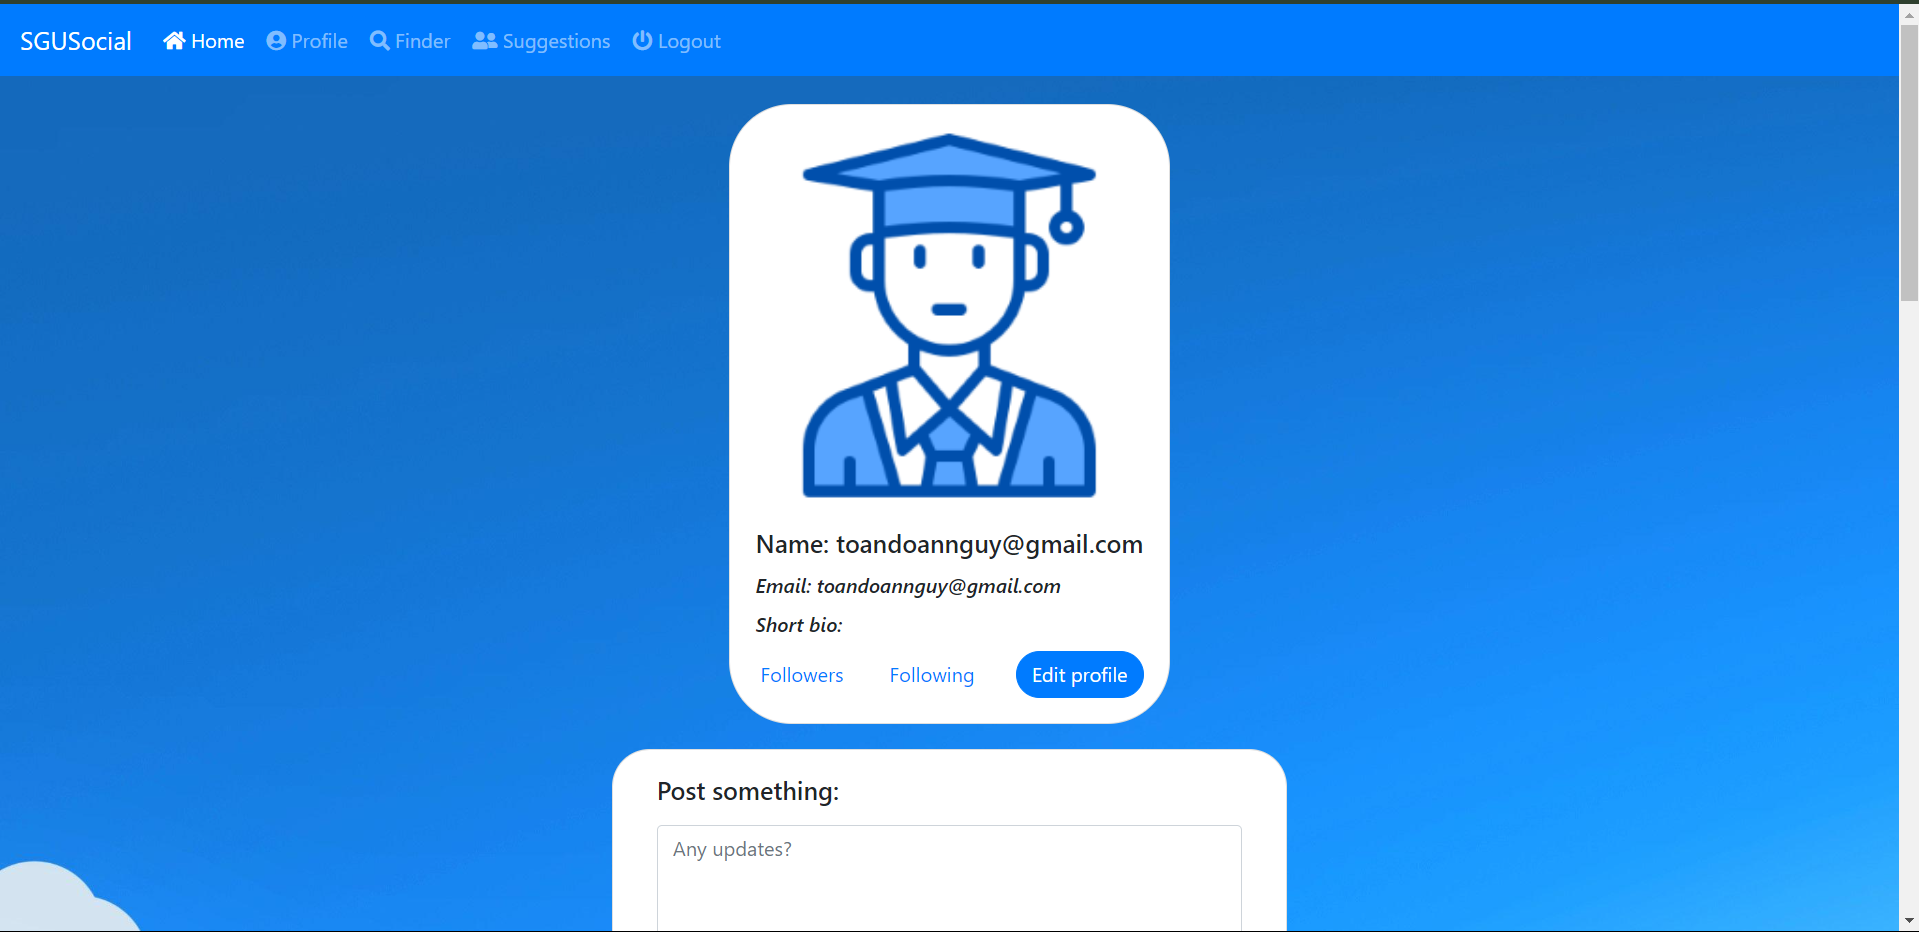 SGUSocial Home Profile Finder Suggestions Logout
Name: toandoannguy@gmail.com
Email: toandoannguy@gmail.com
Short bio:
Followers Following Edit profile
Post something:
Any updates?